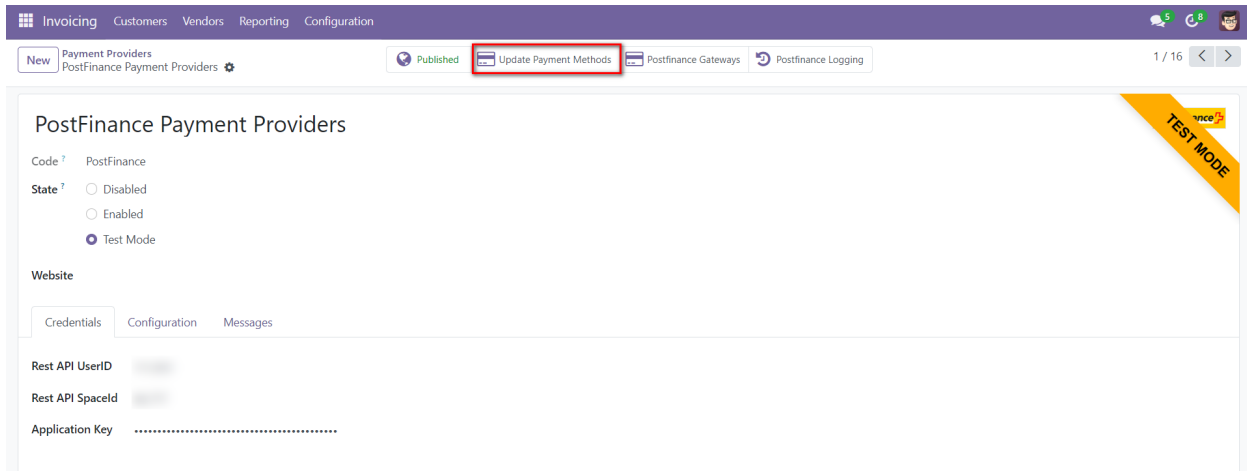 Invoicing Customers Vendors Reporting Configuration 5 8
New Payment Providers
PostFinance Payment Providers
Published Update Payment Methods Postfinance Gateways Postfinance Logging
1 / 16
PostFinance Payment Providers
TEST MODE
ance
Code ? PostFinance
State ? Disabled
Enabled
Test Mode
Website
Credentials Configuration Messages
Rest API UserID
Rest API SpaceId
Application Key